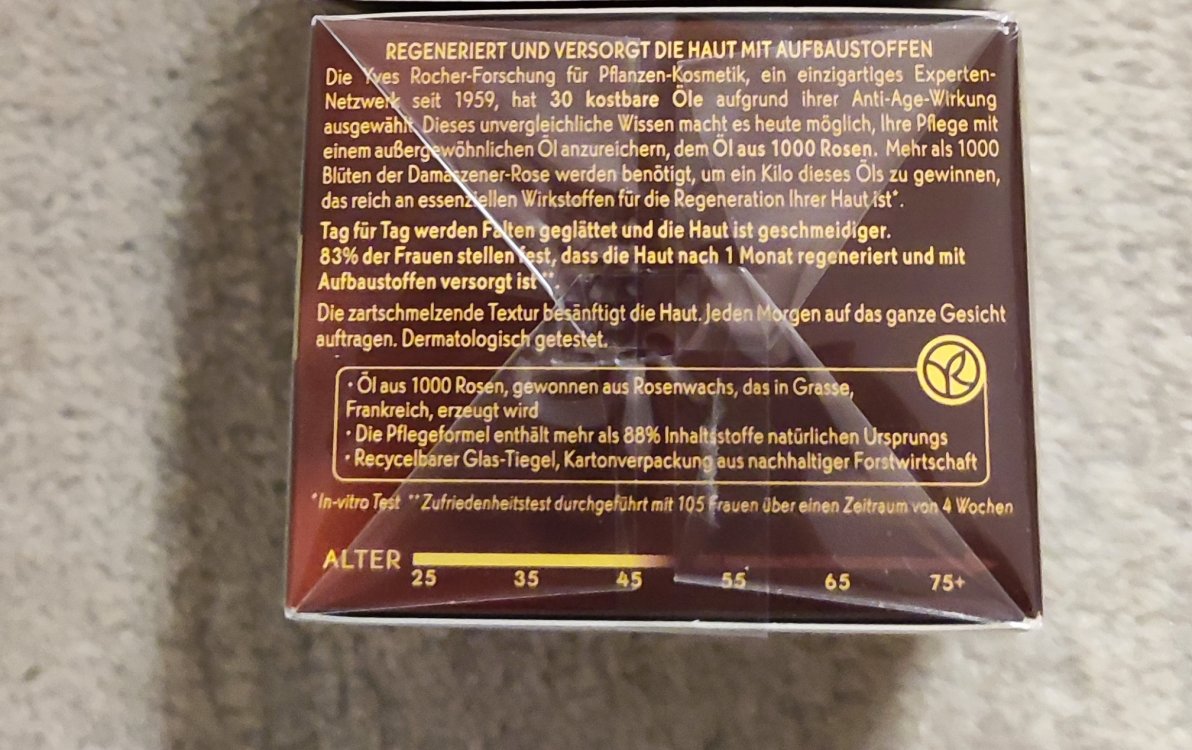 REGENERIERT UND VERSORGT DIE HAUT MIT AUFBAUSTOFFEN
Die Yves Rocher-Forschung für Pflanzen-Kosmetik, ein einzigartiges Experten-
Netzwerk seit 1959, hat 30 kostbare Öle aufgrund ihrer Anti-Age-Wirkung
ausgewählt. Dieses unvergleichliche Wissen macht es heute möglich, Ihre Pflege mit
einem außergewöhnlichen Öl anzureichern, dem Öl aus 1000 Rosen. Mehr als 1000
Blüten der Damaszener-Rose werden benötigt, um ein Kilo dieses Öls zu gewinnen,
das reich an essenziellen Wirkstoffen für die Regeneration Ihrer Haut ist*.
Tag für Tag werden Falten geglättet und die Haut ist geschmeidiger.
83% der Frauen stellen fest, dass die Haut nach 1 Monat regeneriert und mit
Aufbaustoffen versorgt ist**.
Die zartschmelzende Textur besänftigt die Haut. Jeden Morgen auf das ganze Gesicht
auftragen. Dermatologisch getestet.
• Öl aus 1000 Rosen, gewonnen aus Rosenwachs, das in Grasse,
Frankreich, erzeugt wird
• Die Pflegeformel enthält mehr als 88% Inhaltsstoffe natürlichen Ursprungs
• Recycelbarer Glas-Tiegel, Kartonverpackung aus nachhaltiger Forstwirtschaft
*In-vitro Test **Zufriedenheitstest durchgeführt mit 105 Frauen über einen Zeitraum von 4 Wochen
ALTER
25 35 45 55 65 75+